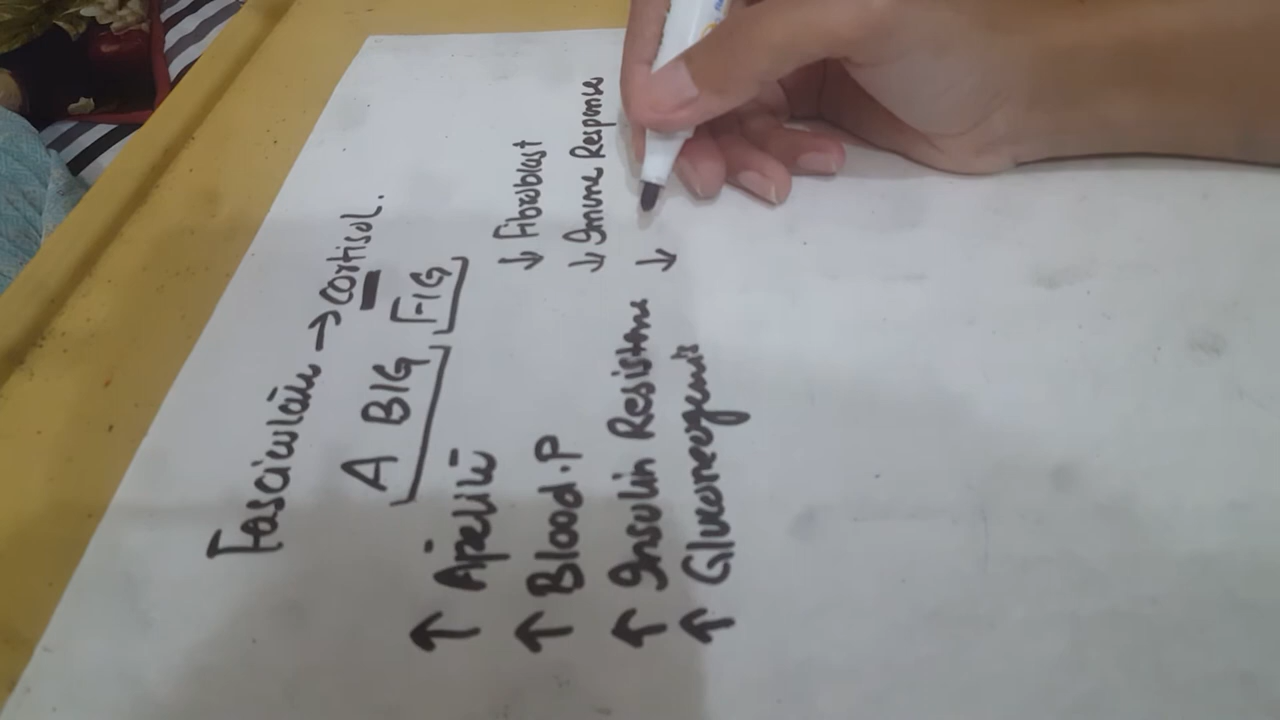 Fasciculata → cortisol.
A BIG FIG
↑ Apetite
↑ Blood.P
↑ Insulin Resistance
↑ Gluconeogenesis
↓ Fibroblast
↓ Immune Response
↓